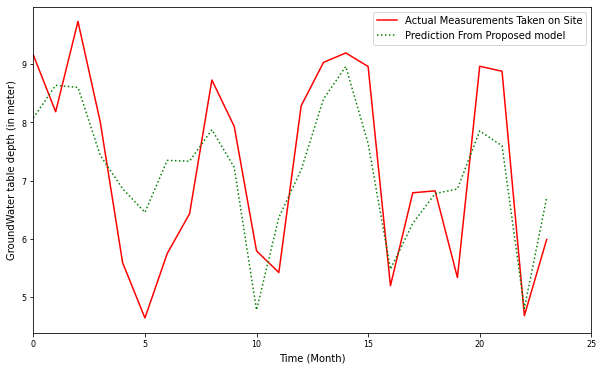 Actual Measurements Taken on Site
Prediction From Proposed model
GroundWater table depth (in meter)
9
8
7
6
5
0 5 10 15 20 25
Time (Month)